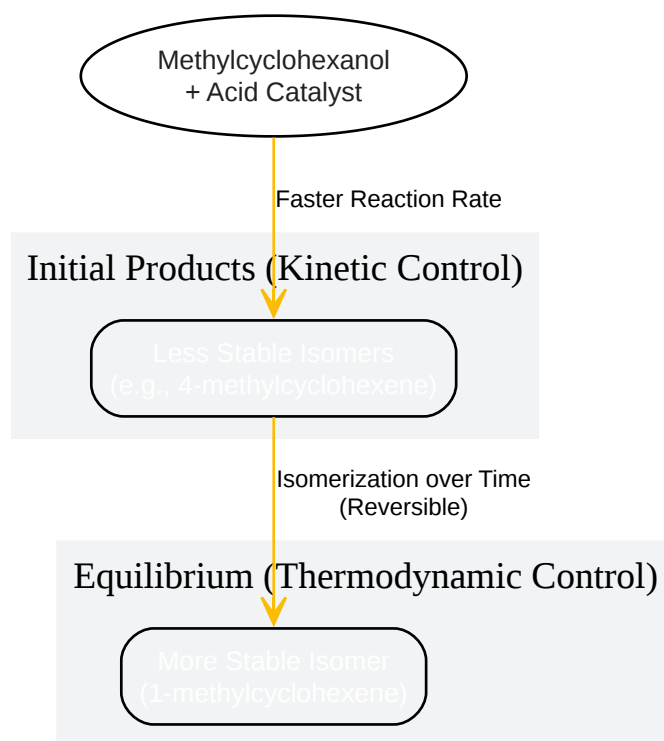 Methylcyclohexanol
+ Acid Catalyst
Faster Reaction Rate
Initial Products (Kinetic Control)
Less Stable Isomers
(e.g., 4-methylcyclohexene)
Isomerization over Time
(Reversible)
Equilibrium (Thermodynamic Control)
More Stable Isomer
(1-methylcyclohexene)